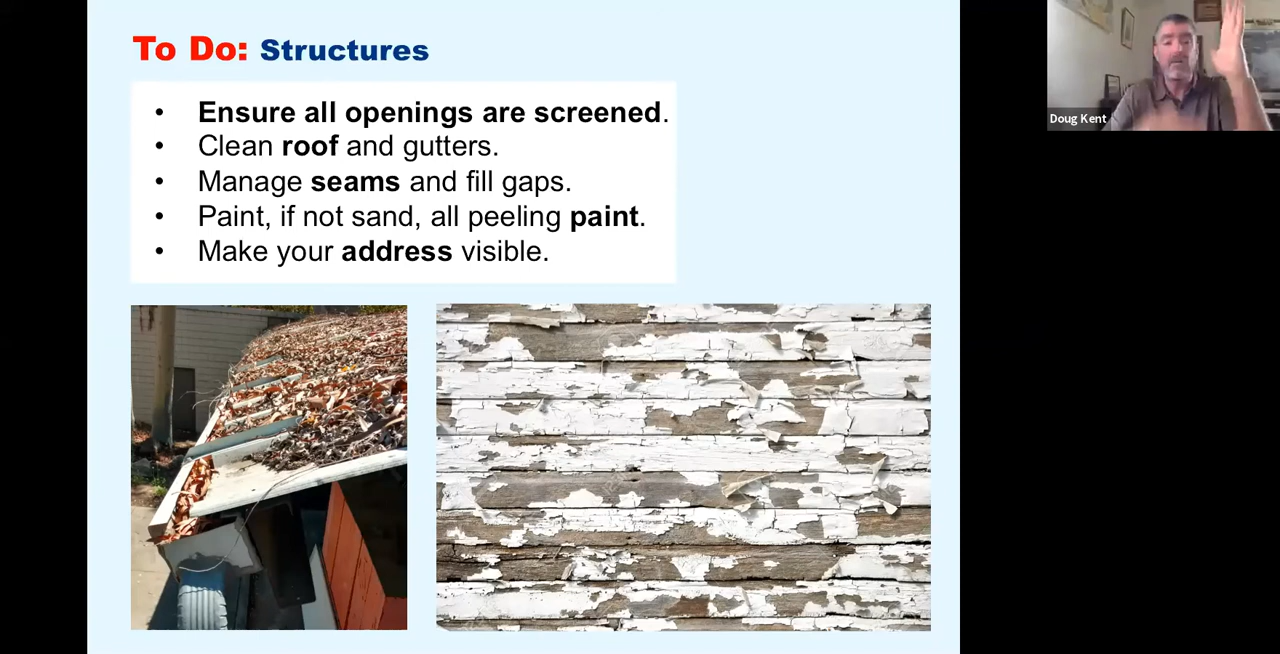 To Do: Structures
• Ensure all openings are screened.
• Clean roof and gutters.
• Manage seams and fill gaps.
• Paint, if not sand, all peeling paint.
• Make your address visible.
Doug Kent